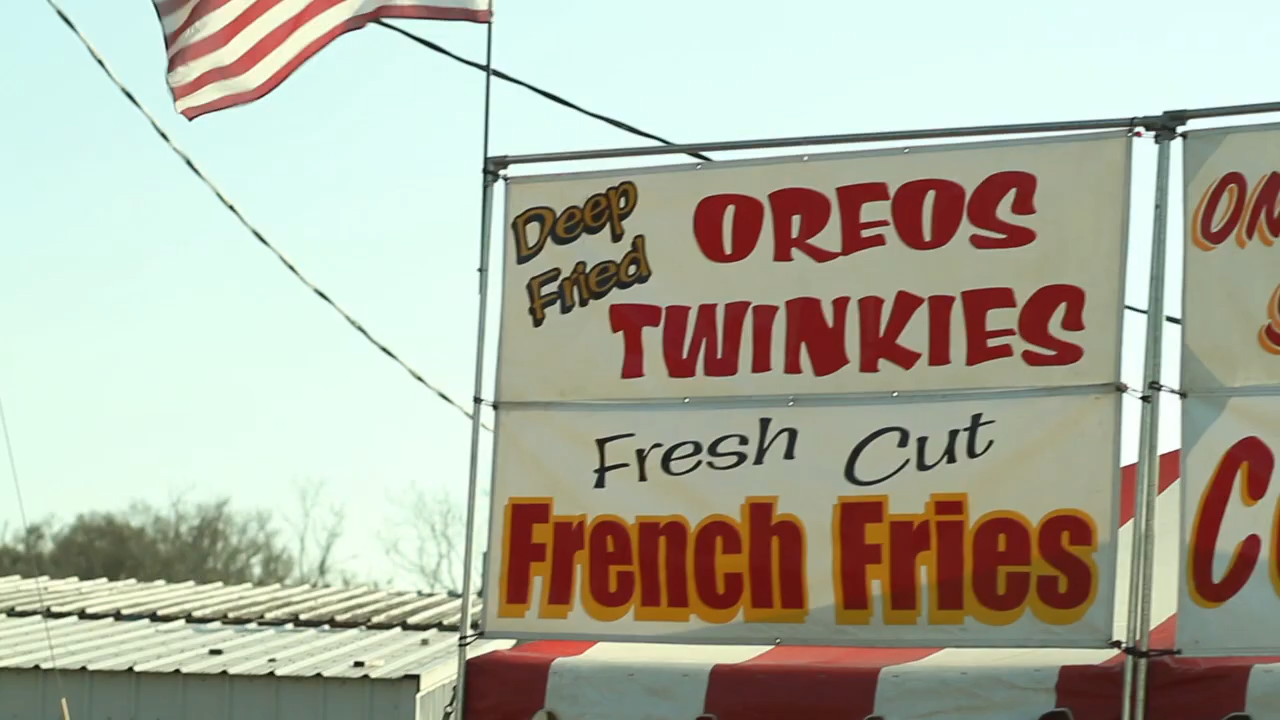 Deep
Fried
OREOS
TWINKIES
Fresh Cut
French Fries